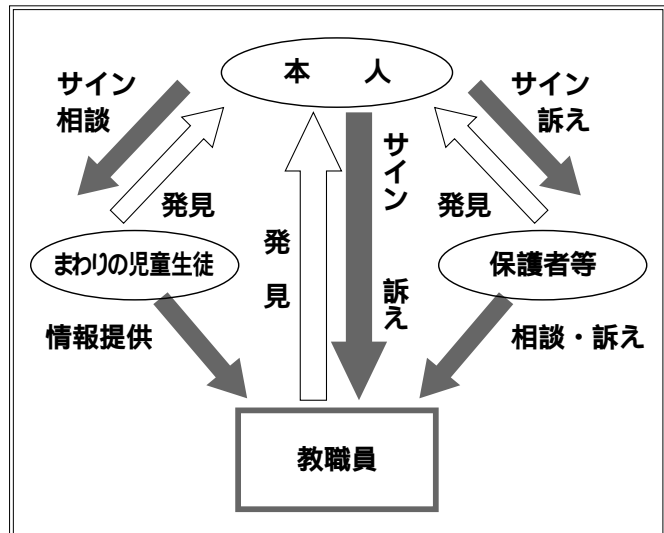 本　人
サイン
相談
発見
サイン
訴え
発見
サイン　訴え
発見
まわりの児童生徒
保護者等
情報提供
相談・訴え
教職員